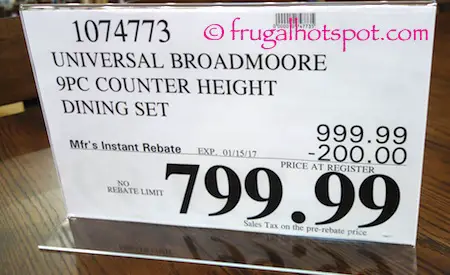 © frugalhotspot.com
1074773
UNIVERSAL BROADMOORE
9PC COUNTER HEIGHT
DINING SET
999.99
Mfr's Instant Rebate EXP. 01/15/17 -200.00
PRICE AT REGISTER
NO
REBATE LIMIT
799.99
Sales Tax on the pre-rebate price